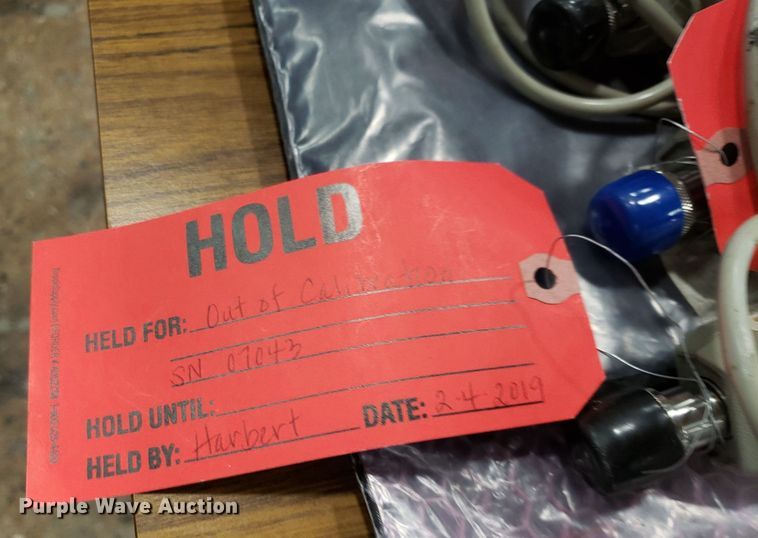 HOLD
HELD FOR: Out of Calibration
SN 07043
HOLD UNTIL:
HELD BY: Harbert DATE: 2-4-2019
Purple Wave Auction